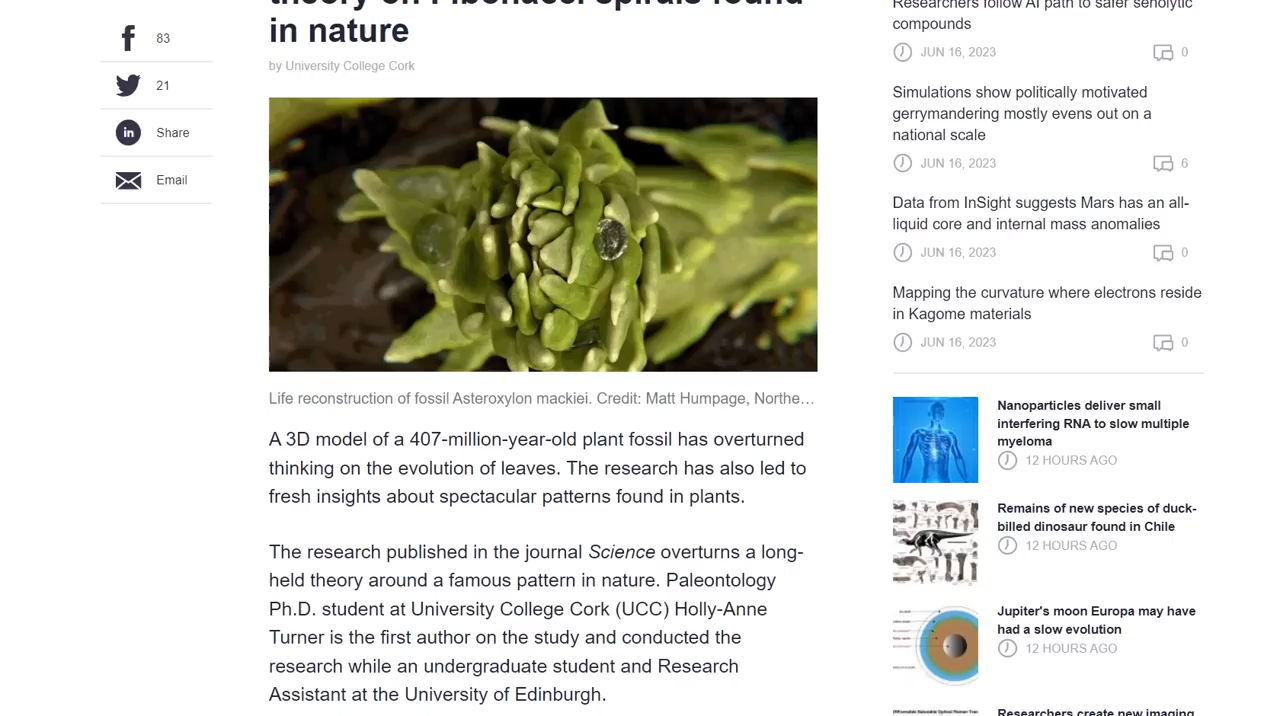 theory on Fibonacci spirals found
in nature
by University College Cork
83
21
Share
Email
Life reconstruction of fossil Asteroxylon mackiei. Credit: Matt Humpage, Northe…
A 3D model of a 407-million-year-old plant fossil has overturned
thinking on the evolution of leaves. The research has also led to
fresh insights about spectacular patterns found in plants.
The research published in the journal Science overturns a long-
held theory around a famous pattern in nature. Paleontology
Ph.D. student at University College Cork (UCC) Holly-Anne
Turner is the first author on the study and conducted the
research while an undergraduate student and Research
Assistant at the University of Edinburgh.
Researchers follow AI path to safer senolytic
compounds
JUN 16, 2023 0
Simulations show politically motivated
gerrymandering mostly evens out on a
national scale
JUN 16, 2023 6
Data from InSight suggests Mars has an all-
liquid core and internal mass anomalies
JUN 16, 2023 0
Mapping the curvature where electrons reside
in Kagome materials
JUN 16, 2023 0
Nanoparticles deliver small
interfering RNA to slow multiple
myeloma
12 HOURS AGO
Remains of new species of duck-
billed dinosaur found in Chile
12 HOURS AGO
Jupiter's moon Europa may have
had a slow evolution
12 HOURS AGO
Researchers create new imaging